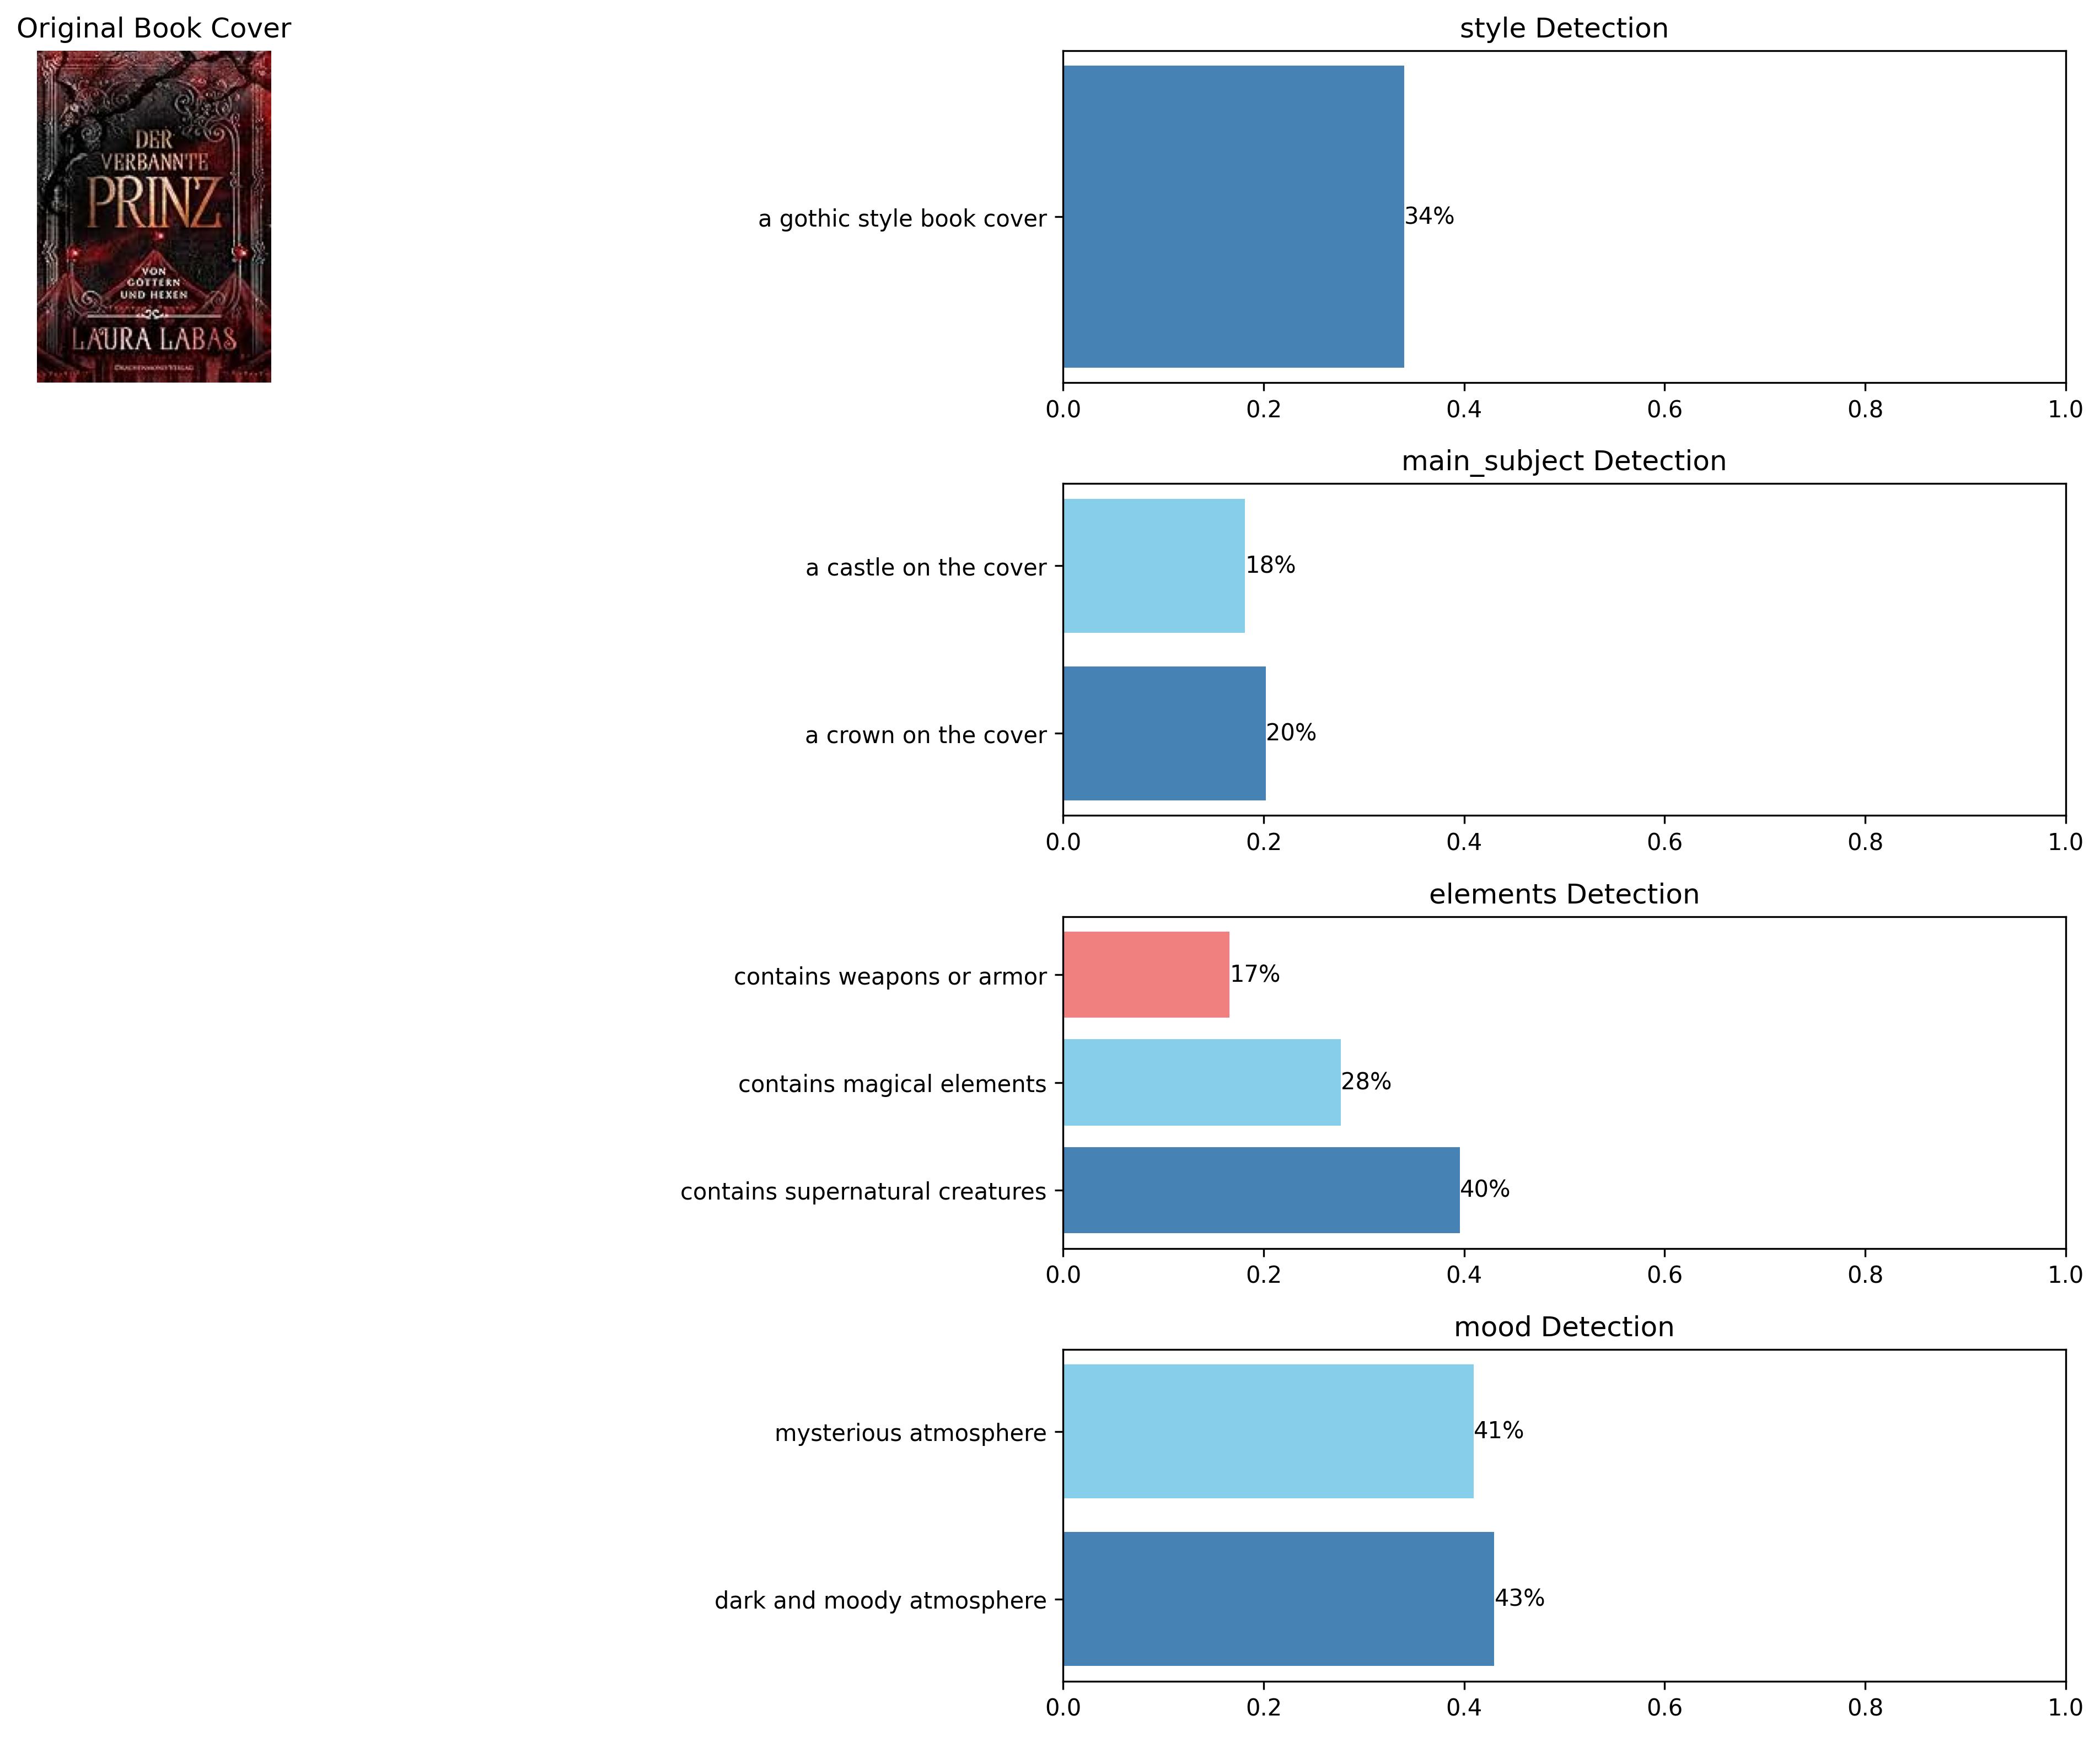 Original Book Cover
DER
VERBANNTE
PRINZ
VON
GÖTTERN
UND HEXEN
LAURA LABAS
DRACHENMOND VERLAG
style Detection
a gothic style book cover
34%
0.0 0.2 0.4 0.6 0.8 1.0
main_subject Detection
a castle on the cover
18%
a crown on the cover
20%
0.0 0.2 0.4 0.6 0.8 1.0
elements Detection
contains weapons or armor
17%
contains magical elements
28%
contains supernatural creatures
40%
0.0 0.2 0.4 0.6 0.8 1.0
mood Detection
mysterious atmosphere
41%
dark and moody atmosphere
43%
0.0 0.2 0.4 0.6 0.8 1.0